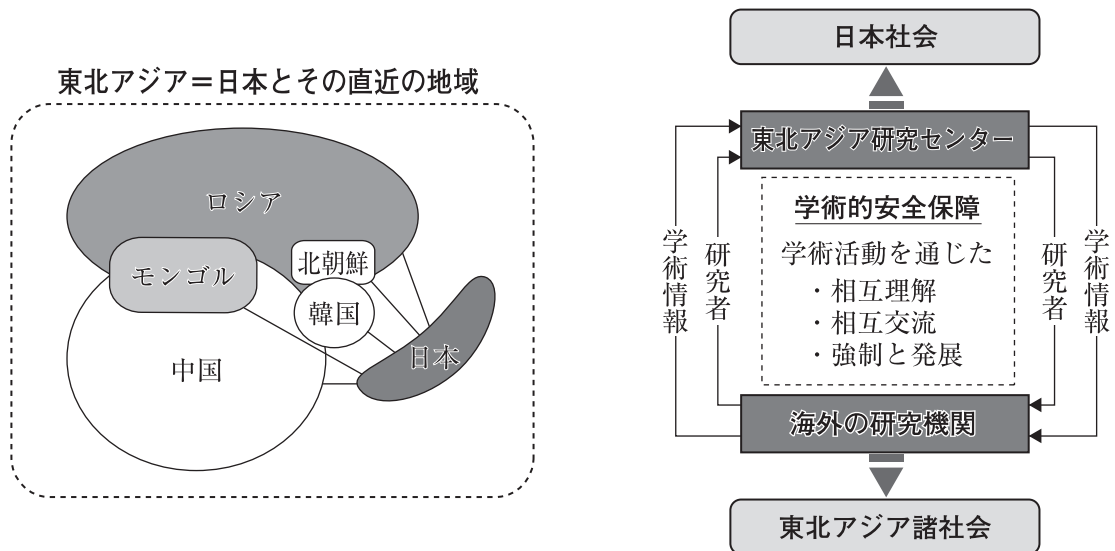 東北アジア＝日本とその直近の地域
ロシア
モンゴル
北朝鮮
韓国
日本
中国
日本社会
東北アジア研究センター
学術的安全保障
学術活動を通じた
・相互理解
・相互交流
・強制と発展
学術情報
研究者
研究者
学術情報
海外の研究機関
東北アジア諸社会